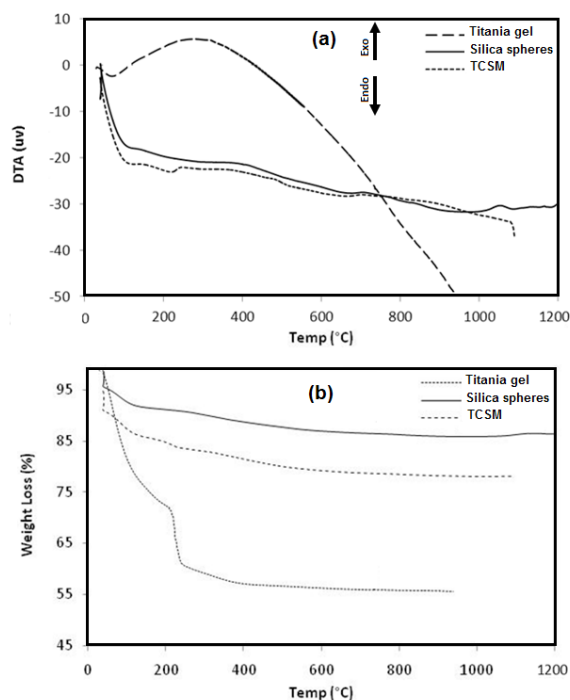 10
0
-10
-20
-30
-40
-50
DTA (uv)
(a)
Exo
Endo
Titania gel
Silica spheres
TCSM
0
200
400
600
800
1000
1200
Temp (°C)
95
85
75
65
55
45
Weight Loss (%)
(b)
Titania gel
Silica spheres
TCSM
0
200
400
600
800
1000
1200
Temp (°C)